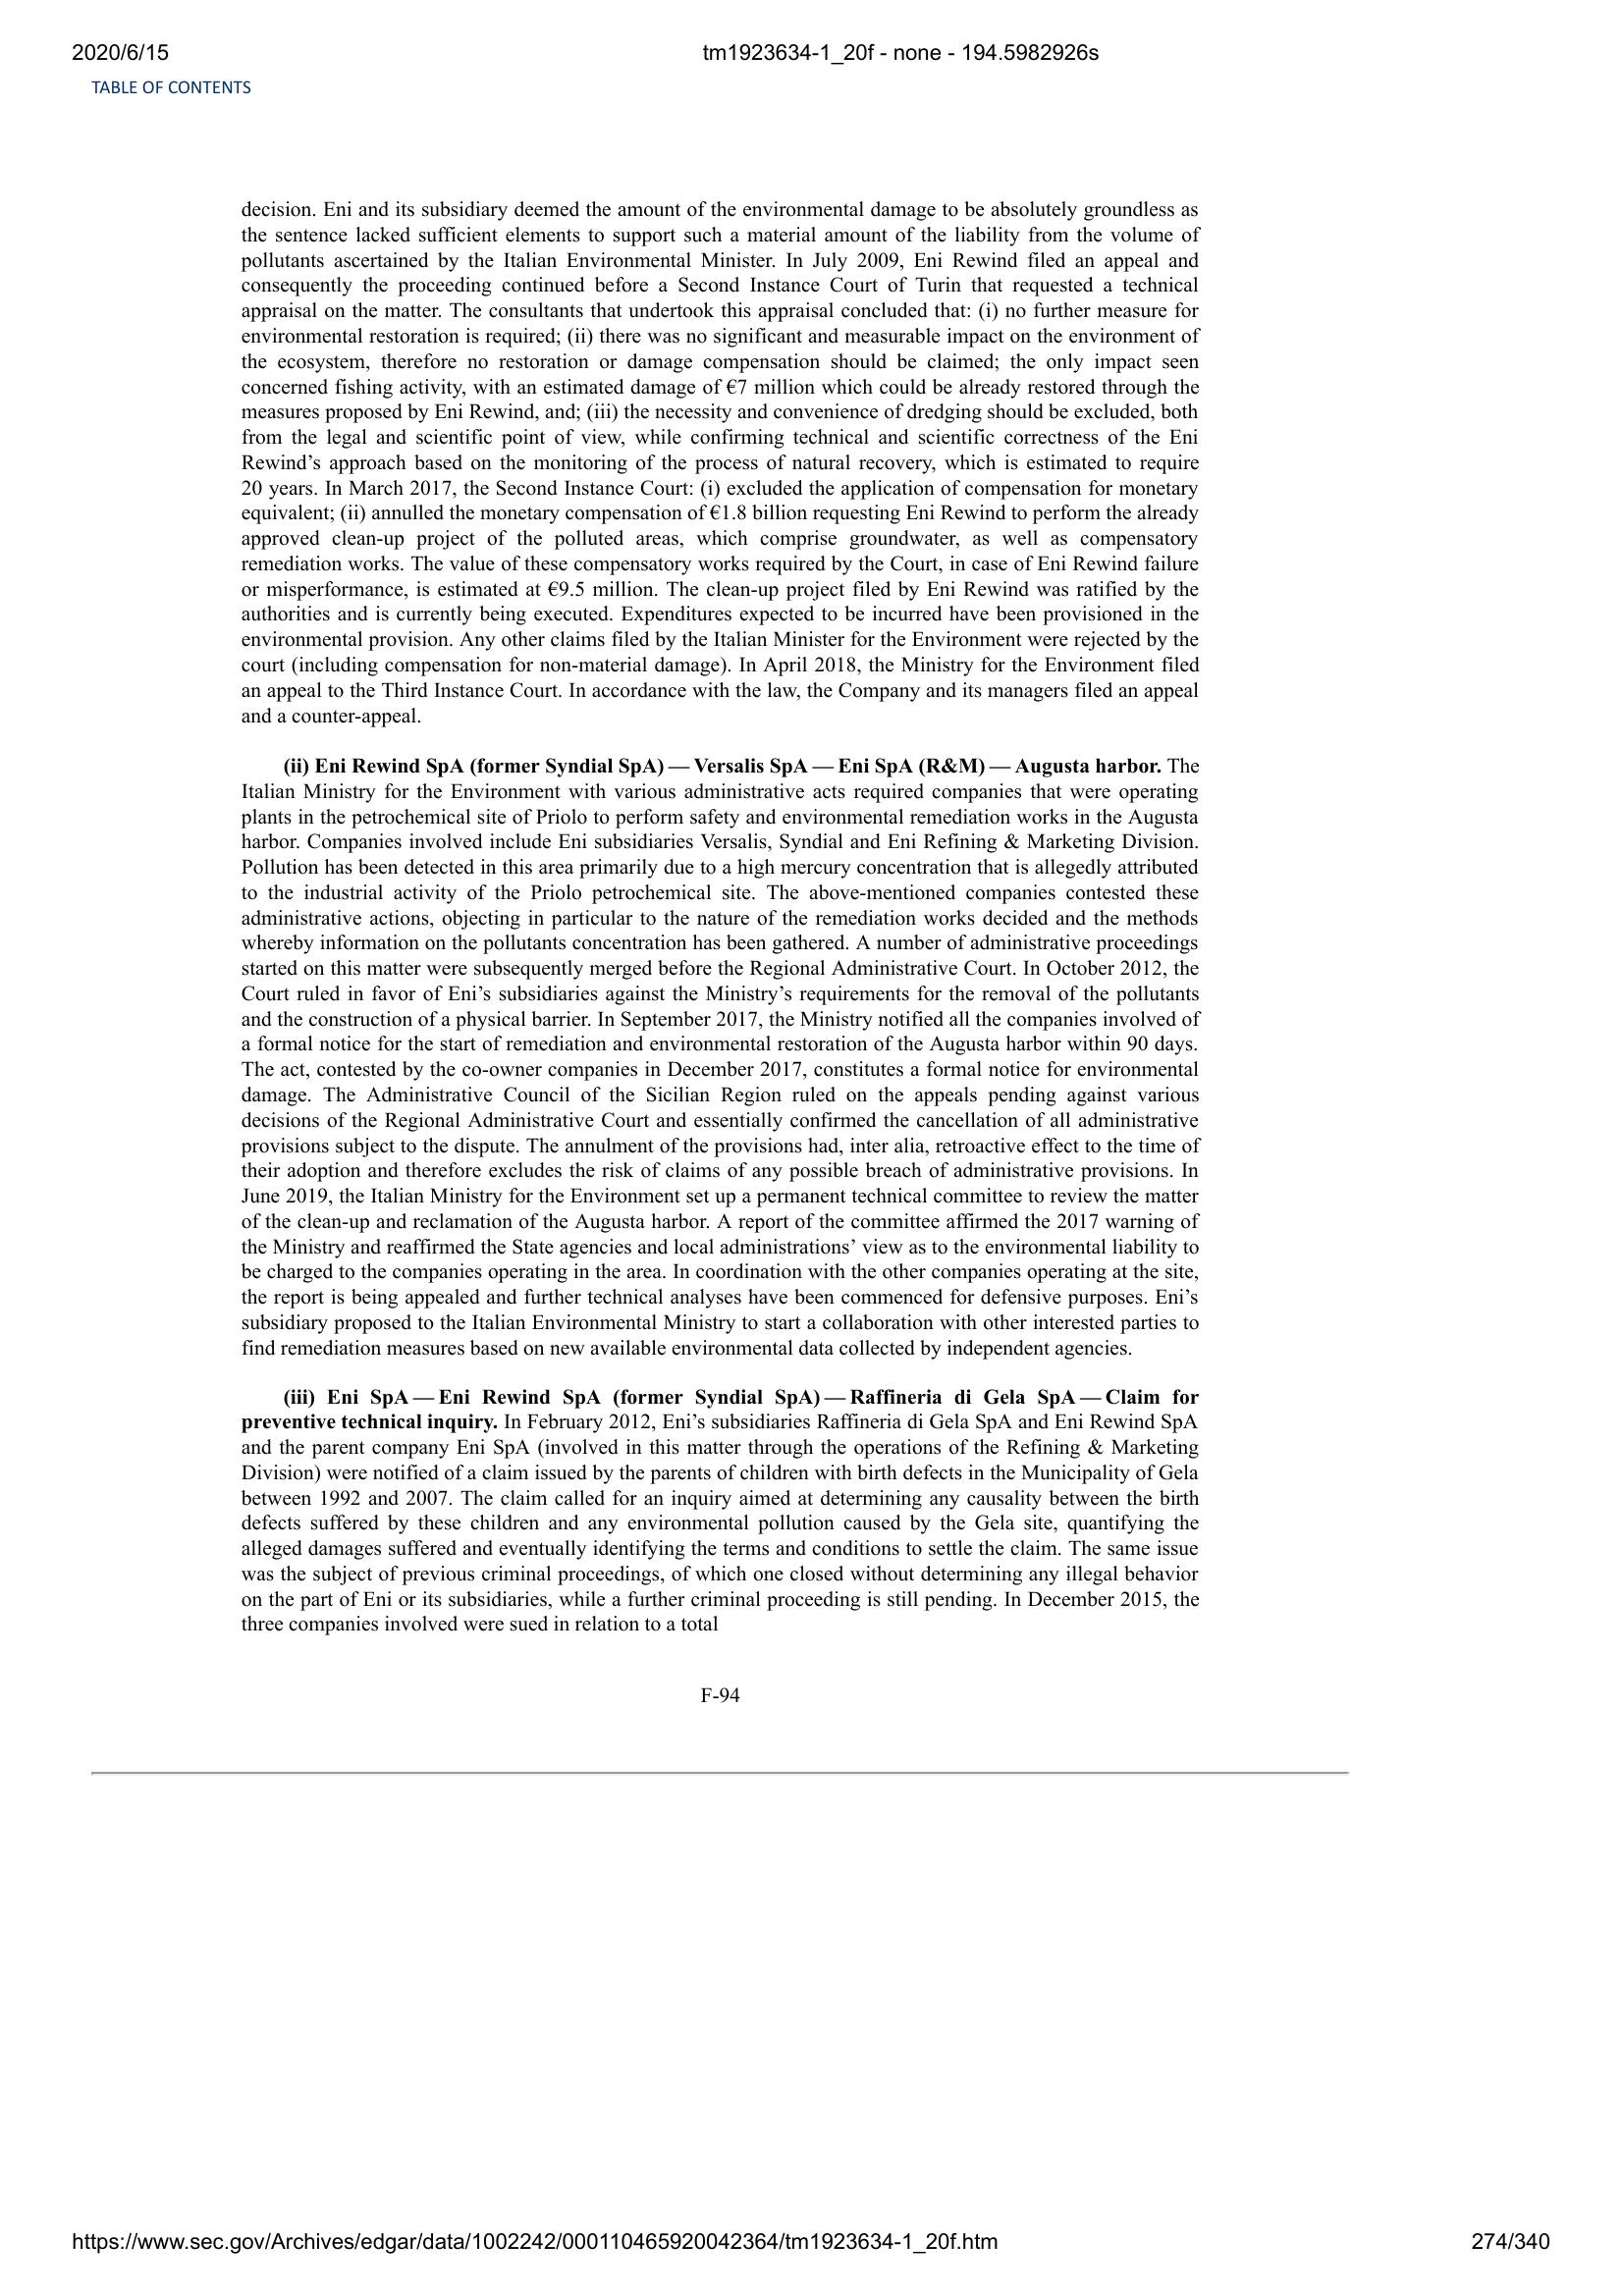 2020/6/15 tm1923634-1_20f - none - 194.5982926s
TABLE OF CONTENTS
decision. Eni and its subsidiary deemed the amount of the environmental damage to be absolutely groundless as
the sentence lacked sufficient elements to support such a material amount of the liability from the volume of
pollutants ascertained by the Italian Environmental Minister. In July 2009, Eni Rewind filed an appeal and
consequently the proceeding continued before a Second Instance Court of Turin that requested a technical
appraisal on the matter. The consultants that undertook this appraisal concluded that: (i) no further measure for
environmental restoration is required; (ii) there was no significant and measurable impact on the environment of
the ecosystem, therefore no restoration or damage compensation should be claimed; the only impact seen
concerned fishing activity, with an estimated damage of €7 million which could be already restored through the
measures proposed by Eni Rewind, and; (iii) the necessity and convenience of dredging should be excluded, both
from the legal and scientific point of view, while confirming technical and scientific correctness of the Eni
Rewind’s approach based on the monitoring of the process of natural recovery, which is estimated to require
20 years. In March 2017, the Second Instance Court: (i) excluded the application of compensation for monetary
equivalent; (ii) annulled the monetary compensation of €1.8 billion requesting Eni Rewind to perform the already
approved clean-up project of the polluted areas, which comprise groundwater, as well as compensatory
remediation works. The value of these compensatory works required by the Court, in case of Eni Rewind failure
or misperformance, is estimated at €9.5 million. The clean-up project filed by Eni Rewind was ratified by the
authorities and is currently being executed. Expenditures expected to be incurred have been provisioned in the
environmental provision. Any other claims filed by the Italian Minister for the Environment were rejected by the
court (including compensation for non-material damage). In April 2018, the Ministry for the Environment filed
an appeal to the Third Instance Court. In accordance with the law, the Company and its managers filed an appeal
and a counter-appeal.
(ii) Eni Rewind SpA (former Syndial SpA) — Versalis SpA — Eni SpA (R&M) — Augusta harbor. The
Italian Ministry for the Environment with various administrative acts required companies that were operating
plants in the petrochemical site of Priolo to perform safety and environmental remediation works in the Augusta
harbor. Companies involved include Eni subsidiaries Versalis, Syndial and Eni Refining & Marketing Division.
Pollution has been detected in this area primarily due to a high mercury concentration that is allegedly attributed
to the industrial activity of the Priolo petrochemical site. The above-mentioned companies contested these
administrative actions, objecting in particular to the nature of the remediation works decided and the methods
whereby information on the pollutants concentration has been gathered. A number of administrative proceedings
started on this matter were subsequently merged before the Regional Administrative Court. In October 2012, the
Court ruled in favor of Eni’s subsidiaries against the Ministry’s requirements for the removal of the pollutants
and the construction of a physical barrier. In September 2017, the Ministry notified all the companies involved of
a formal notice for the start of remediation and environmental restoration of the Augusta harbor within 90 days.
The act, contested by the co-owner companies in December 2017, constitutes a formal notice for environmental
damage. The Administrative Council of the Sicilian Region ruled on the appeals pending against various
decisions of the Regional Administrative Court and essentially confirmed the cancellation of all administrative
provisions subject to the dispute. The annulment of the provisions had, inter alia, retroactive effect to the time of
their adoption and therefore excludes the risk of claims of any possible breach of administrative provisions. In
June 2019, the Italian Ministry for the Environment set up a permanent technical committee to review the matter
of the clean-up and reclamation of the Augusta harbor. A report of the committee affirmed the 2017 warning of
the Ministry and reaffirmed the State agencies and local administrations’ view as to the environmental liability to
be charged to the companies operating in the area. In coordination with the other companies operating at the site,
the report is being appealed and further technical analyses have been commenced for defensive purposes. Eni’s
subsidiary proposed to the Italian Environmental Ministry to start a collaboration with other interested parties to
find remediation measures based on new available environmental data collected by independent agencies.
(iii) Eni SpA — Eni Rewind SpA (former Syndial SpA) — Raffineria di Gela SpA — Claim for
preventive technical inquiry. In February 2012, Eni’s subsidiaries Raffineria di Gela SpA and Eni Rewind SpA
and the parent company Eni SpA (involved in this matter through the operations of the Refining & Marketing
Division) were notified of a claim issued by the parents of children with birth defects in the Municipality of Gela
between 1992 and 2007. The claim called for an inquiry aimed at determining any causality between the birth
defects suffered by these children and any environmental pollution caused by the Gela site, quantifying the
alleged damages suffered and eventually identifying the terms and conditions to settle the claim. The same issue
was the subject of previous criminal proceedings, of which one closed without determining any illegal behavior
on the part of Eni or its subsidiaries, while a further criminal proceeding is still pending. In December 2015, the
three companies involved were sued in relation to a total
F-94
https://www.sec.gov/Archives/edgar/data/1002242/000110465920042364/tm1923634-1_20f.htm 274/340